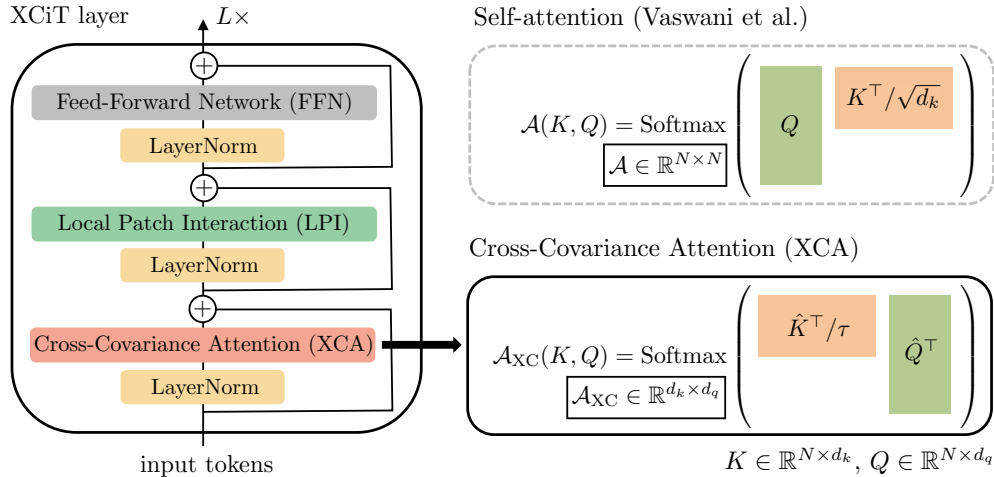 XCiT layer
L×
+
Feed-Forward Network (FFN)
LayerNorm
+
Local Patch Interaction (LPI)
LayerNorm
+
Cross-Covariance Attention (XCA)
LayerNorm
input tokens
Self-attention (Vaswani et al.)
𝒜(K, Q) = Softmax ( Q K⊤/√dₖ )
𝒜 ∈ ℝ^{N×N}
Cross-Covariance Attention (XCA)
𝒜_XC(K, Q) = Softmax ( K̂⊤/τ Q̂⊤ )
𝒜_XC ∈ ℝ^{d_k×d_q}
K ∈ ℝ^{N×d_k}, Q ∈ ℝ^{N×d_q}